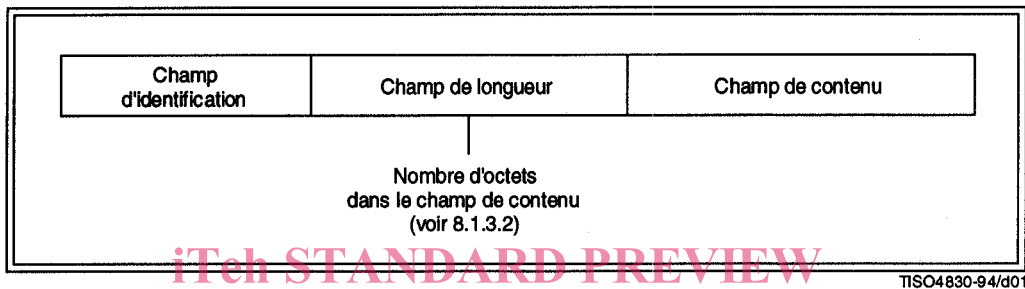 Champ
d'identification
Champ de longueur
Champ de contenu
Nombre d'octets
dans le champ de contenu
(voir 8.1.3.2)
iTeh STANDARD PREVIEW
TISO4830-94/d01